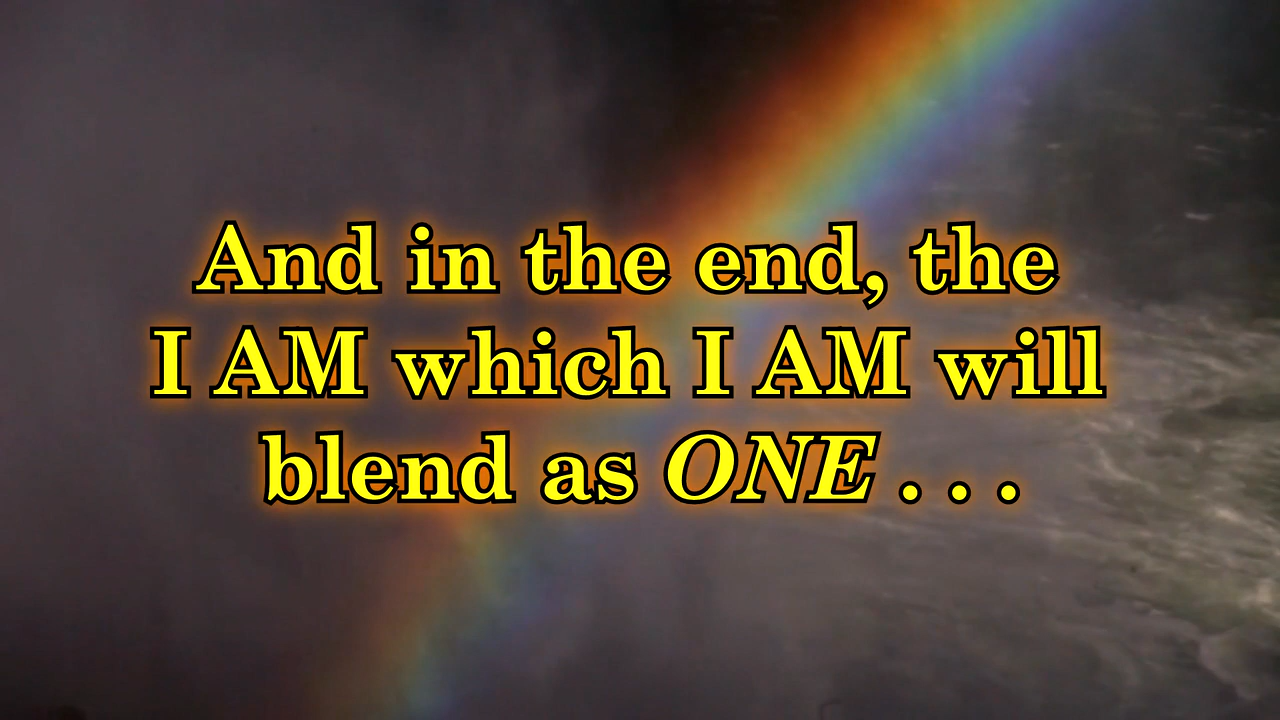 And in the end, the
I AM which I AM will
blend as ONE . . .